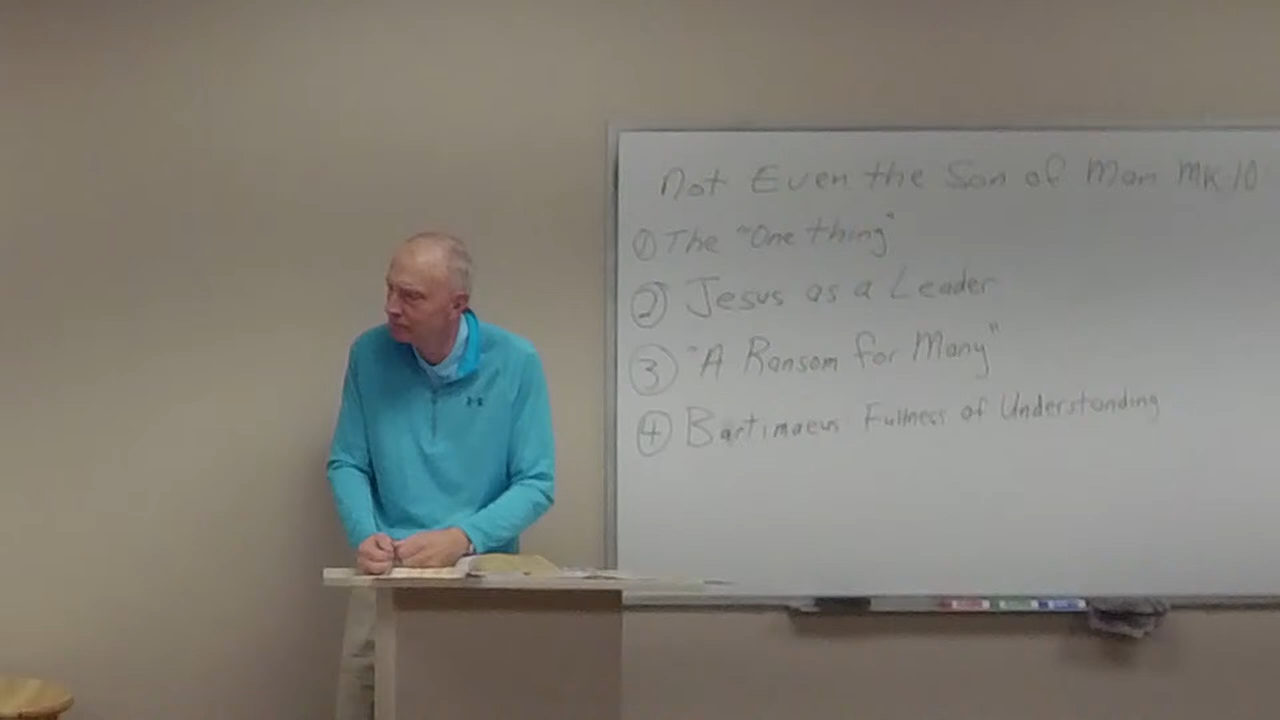 Not Even the Son of Man MK 10
① The "One thing"
② Jesus as a Leader
③ "A Ransom for Many"
④ Bartimaeus Fullness of Understanding